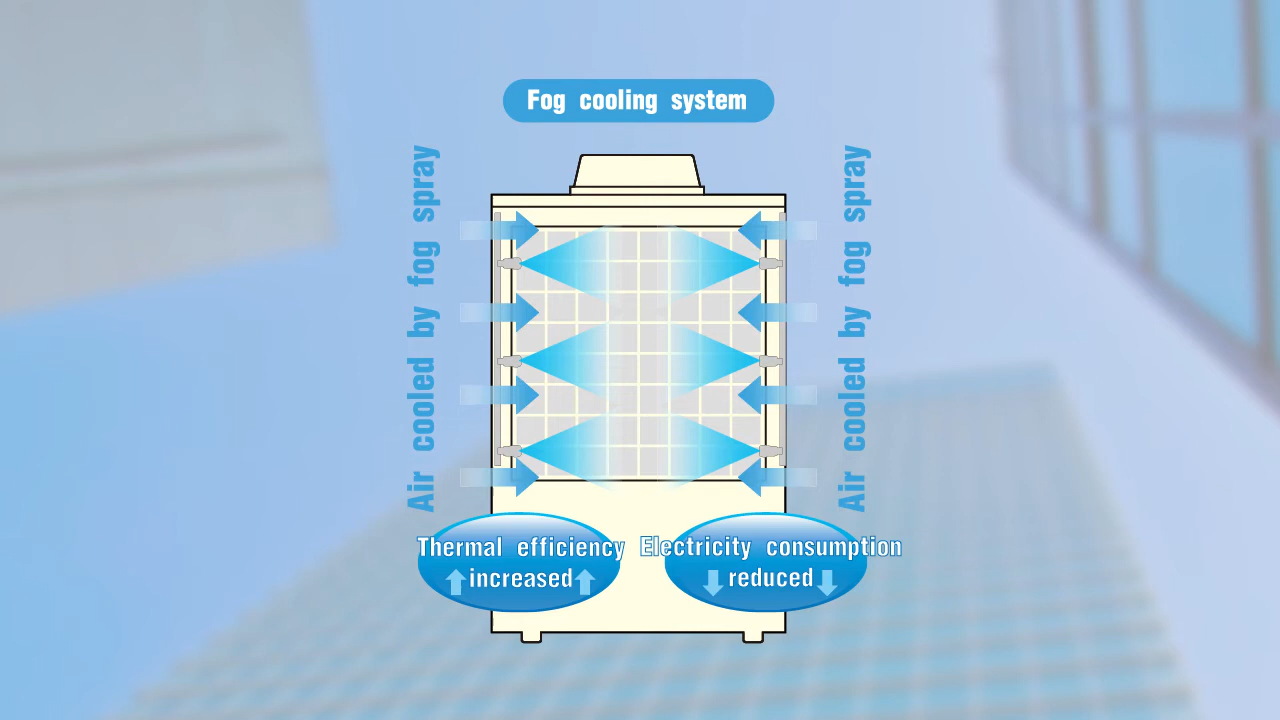 Fog cooling system
Air cooled by fog spray
Air cooled by fog spray
Thermal efficiency
increased
Electricity consumption
reduced